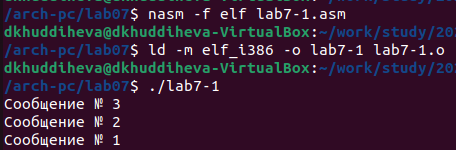 /arch-pc/lab07$ nasm -f elf lab7-1.asm
dkhuddiheva@dkhuddiheva-VirtualBox:~/work/study/202
/arch-pc/lab07$ ld -m elf_i386 -o lab7-1 lab7-1.o
dkhuddiheva@dkhuddiheva-VirtualBox:~/work/study/202
/arch-pc/lab07$ ./lab7-1
Сообщение № 3
Сообщение № 2
Сообщение № 1